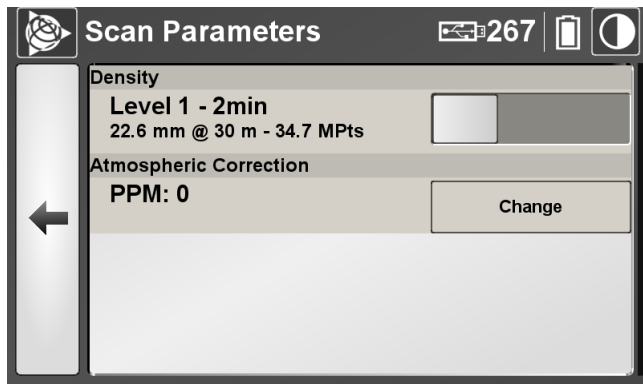 Scan Parameters 267
Density
Level 1 - 2min
22.6 mm @ 30 m - 34.7 MPts
Atmospheric Correction
PPM: 0
Change